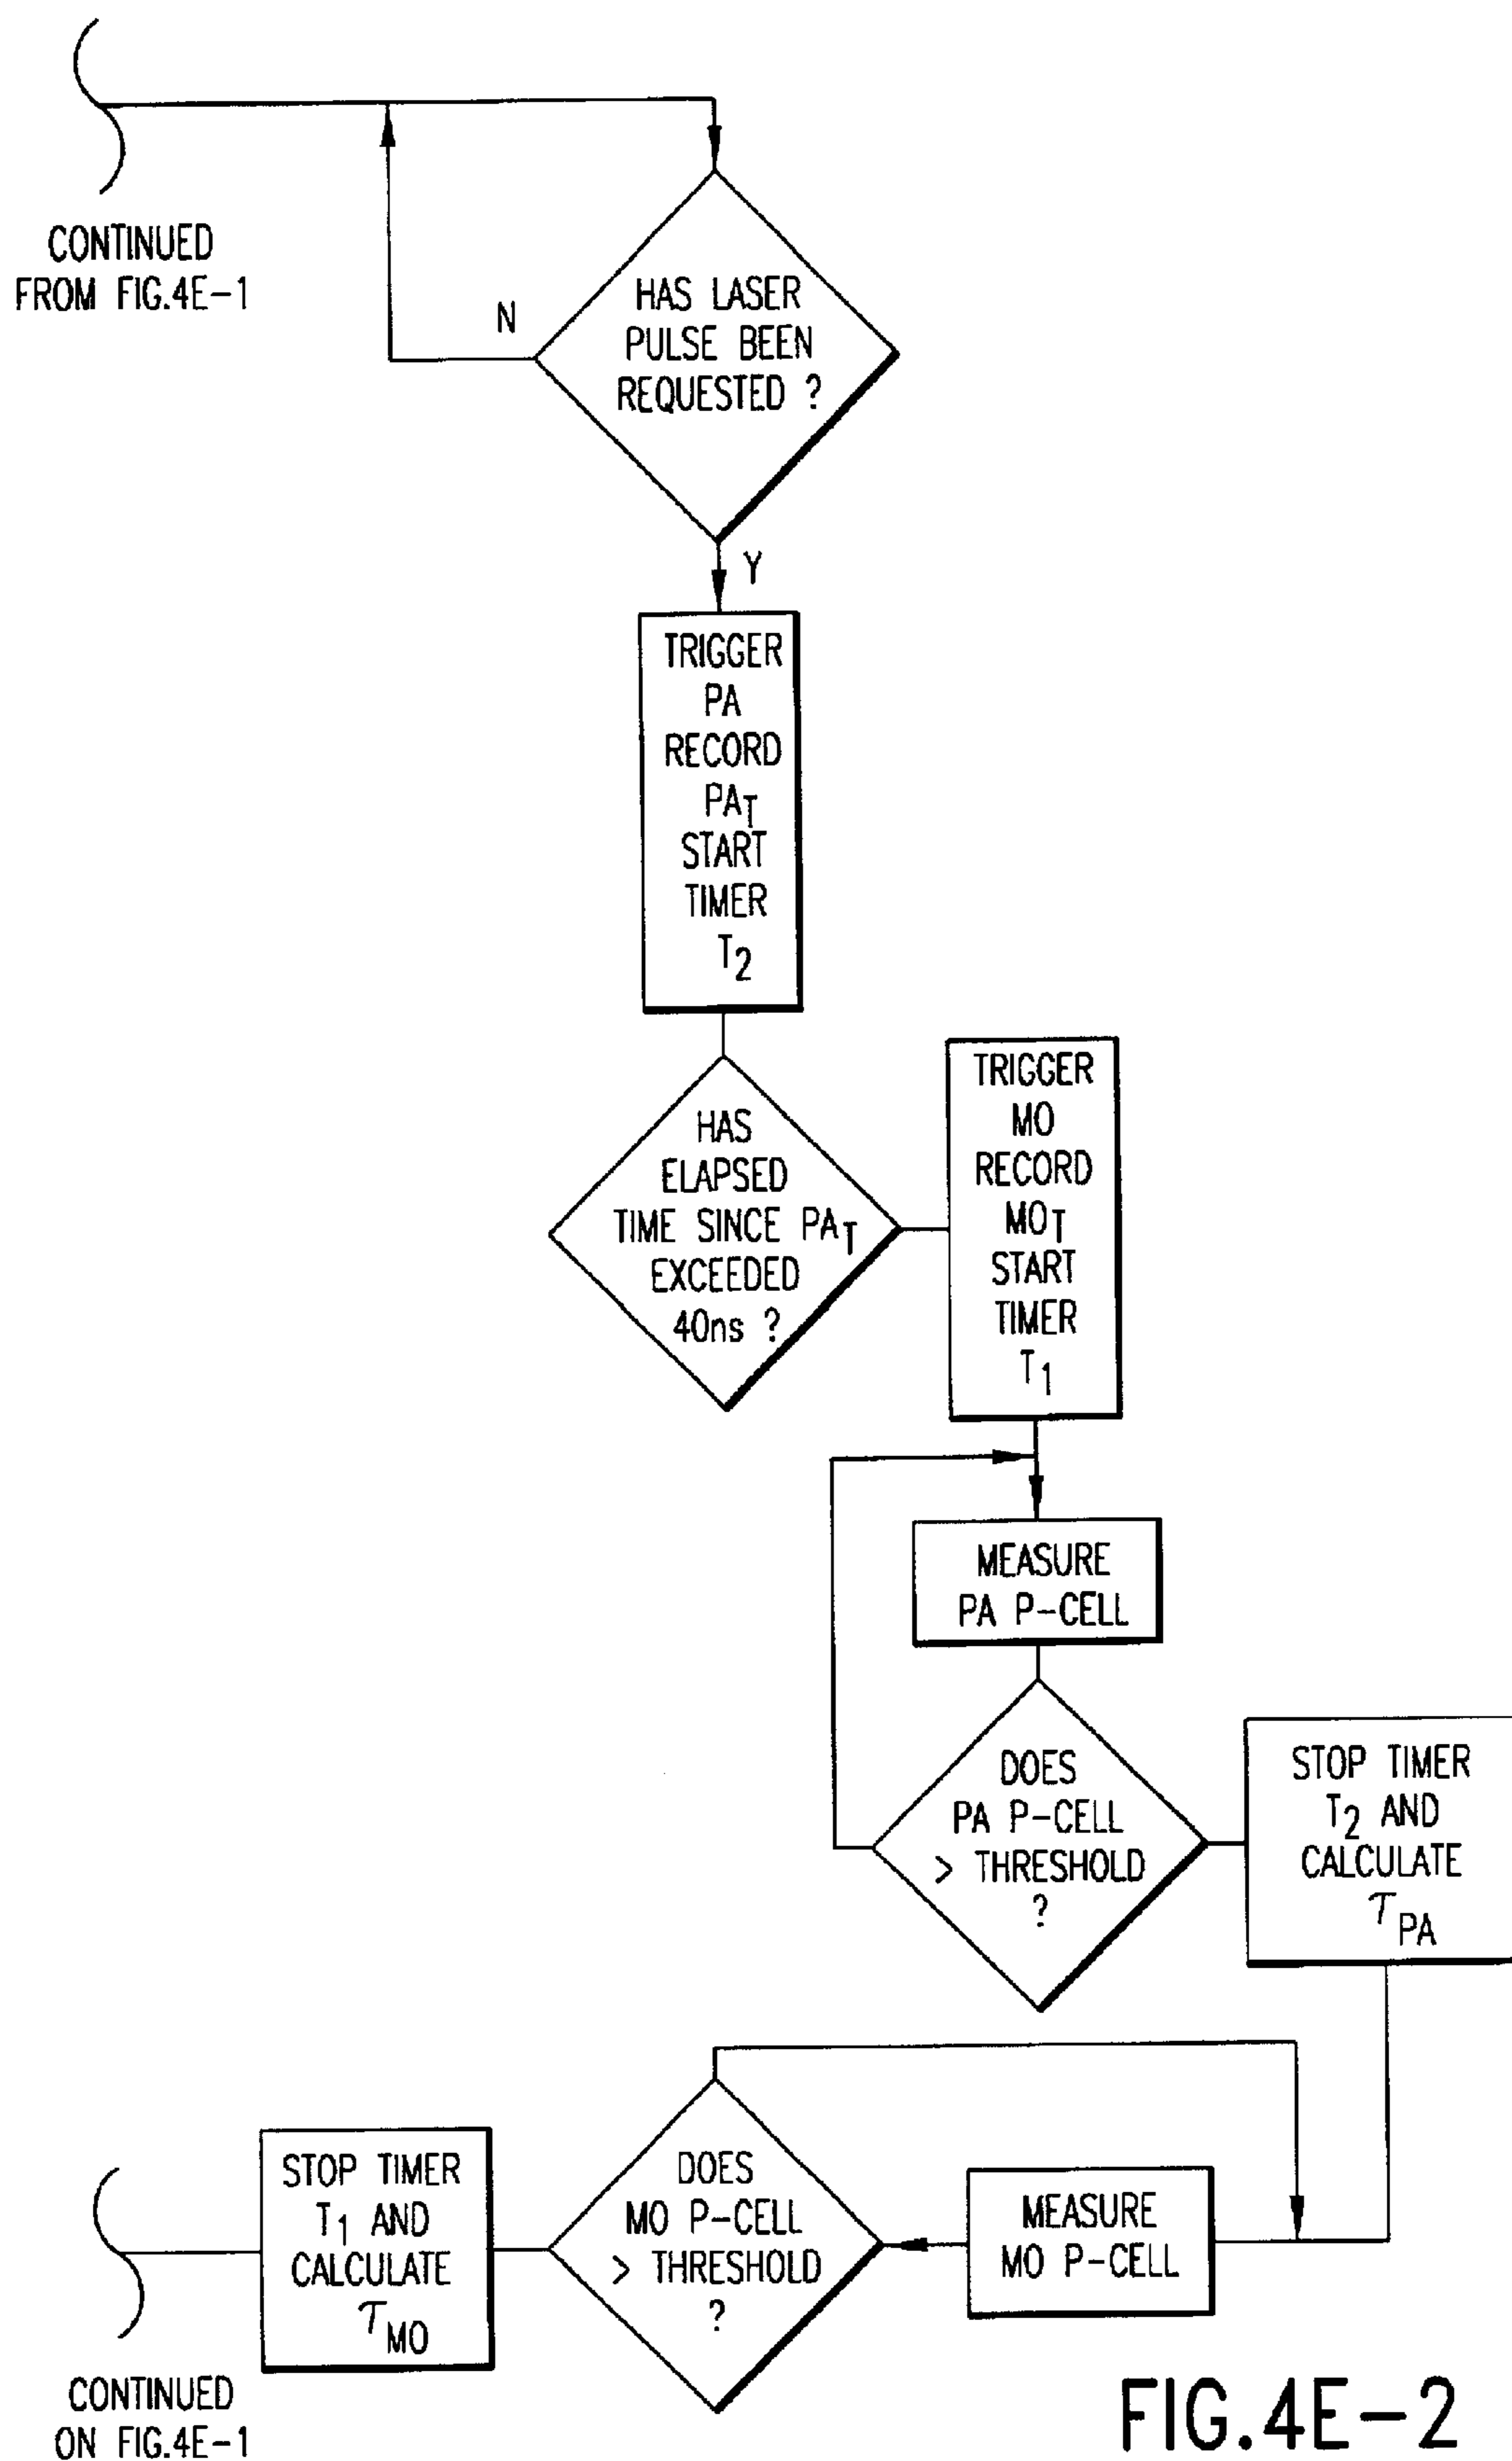 CONTINUED
FROM FIG.4E-1
HAS LASER
PULSE BEEN
REQUESTED ?
N
Y
TRIGGER
PA
RECORD
PAT
START
TIMER
T2
HAS
ELAPSED
TIME SINCE PAT
EXCEEDED
40ns ?
TRIGGER
MO
RECORD
MOT
START
TIMER
T1
MEASURE
PA P-CELL
DOES
PA P-CELL
> THRESHOLD
?
STOP TIMER
T2 AND
CALCULATE
τPA
MEASURE
MO P-CELL
DOES
MO P-CELL
> THRESHOLD
?
STOP TIMER
T1 AND
CALCULATE
τMO
CONTINUED
ON FIG.4E-1
FIG.4E-2